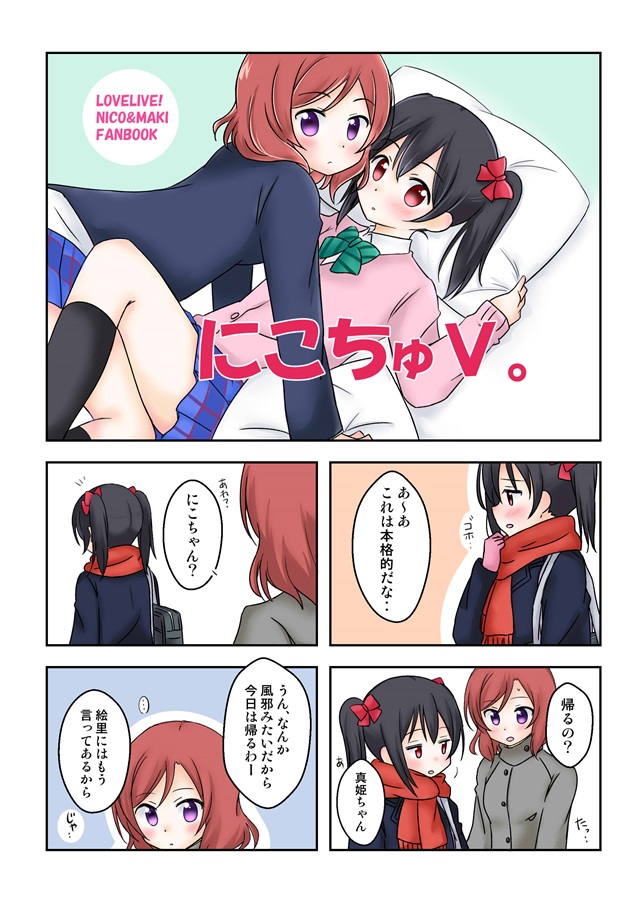 LOVELIVE!
NICO&MAKI
FANBOOK
にこちゅV。
あ〜あ
これは本格的だな‥
ゴホ‥
あれ?
にこちゃん?
帰るの?
たっ‥
あ
真姫ちゃん
うん、なんか
風邪みたいだから
今日は帰るわー
‥‥
絵里にはもう
言ってあるから
じゃ‥